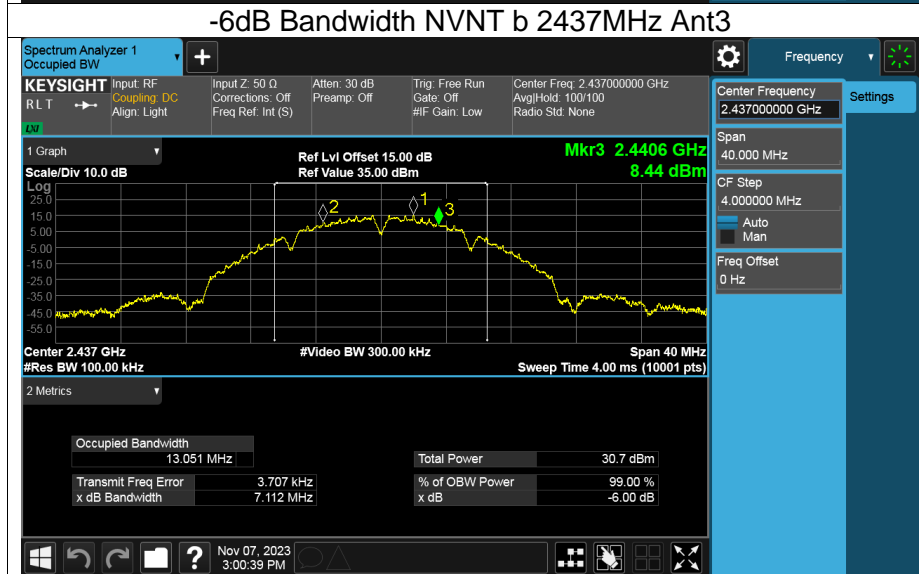 -6dB Bandwidth NVNT b 2437MHz Ant3
Spectrum Analyzer 1
Occupied BW
+
Frequency
KEYSIGHT
RLT
LXI
Input: RF
Coupling: DC
Align: Light
Input Z: 50 Ω
Corrections: Off
Freq Ref: Int (S)
Atten: 30 dB
Preamp: Off
Trig: Free Run
Gate: Off
#IF Gain: Low
Center Freq: 2.437000000 GHz
Avg|Hold: 100/100
Radio Std: None
Center Frequency
2.437000000 GHz
Settings
Span
40.000 MHz
CF Step
4.000000 MHz
Auto
Man
Freq Offset
0 Hz
1 Graph
Scale/Div 10.0 dB
Ref Lvl Offset 15.00 dB
Ref Value 35.00 dBm
Mkr3 2.4406 GHz
8.44 dBm
Log
25.0
15.0
5.00
-5.00
-15.0
-25.0
-35.0
-45.0
-55.0
2
1
3
Center 2.437 GHz
#Video BW 300.00 kHz
Span 40 MHz
#Res BW 100.00 kHz
Sweep Time 4.00 ms (10001 pts)
2 Metrics
Occupied Bandwidth
13.051 MHz
Total Power 30.7 dBm
Transmit Freq Error 3.707 kHz
% of OBW Power 99.00 %
x dB Bandwidth 7.112 MHz
x dB -6.00 dB
?
Nov 07, 2023
3:00:39 PM